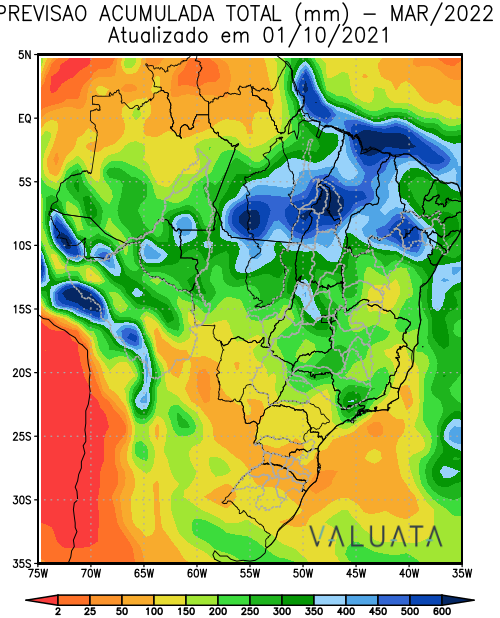 PREVISAO ACUMULADA TOTAL (mm) – MAR/2022
Atualizado em 01/10/2021
5N
EQ
5S
10S
15S
20S
25S
30S
35S
VALUATA
75W 70W 65W 60W 55W 50W 45W 40W 35W
2 25 50 100 150 200 250 300 350 400 450 500 600